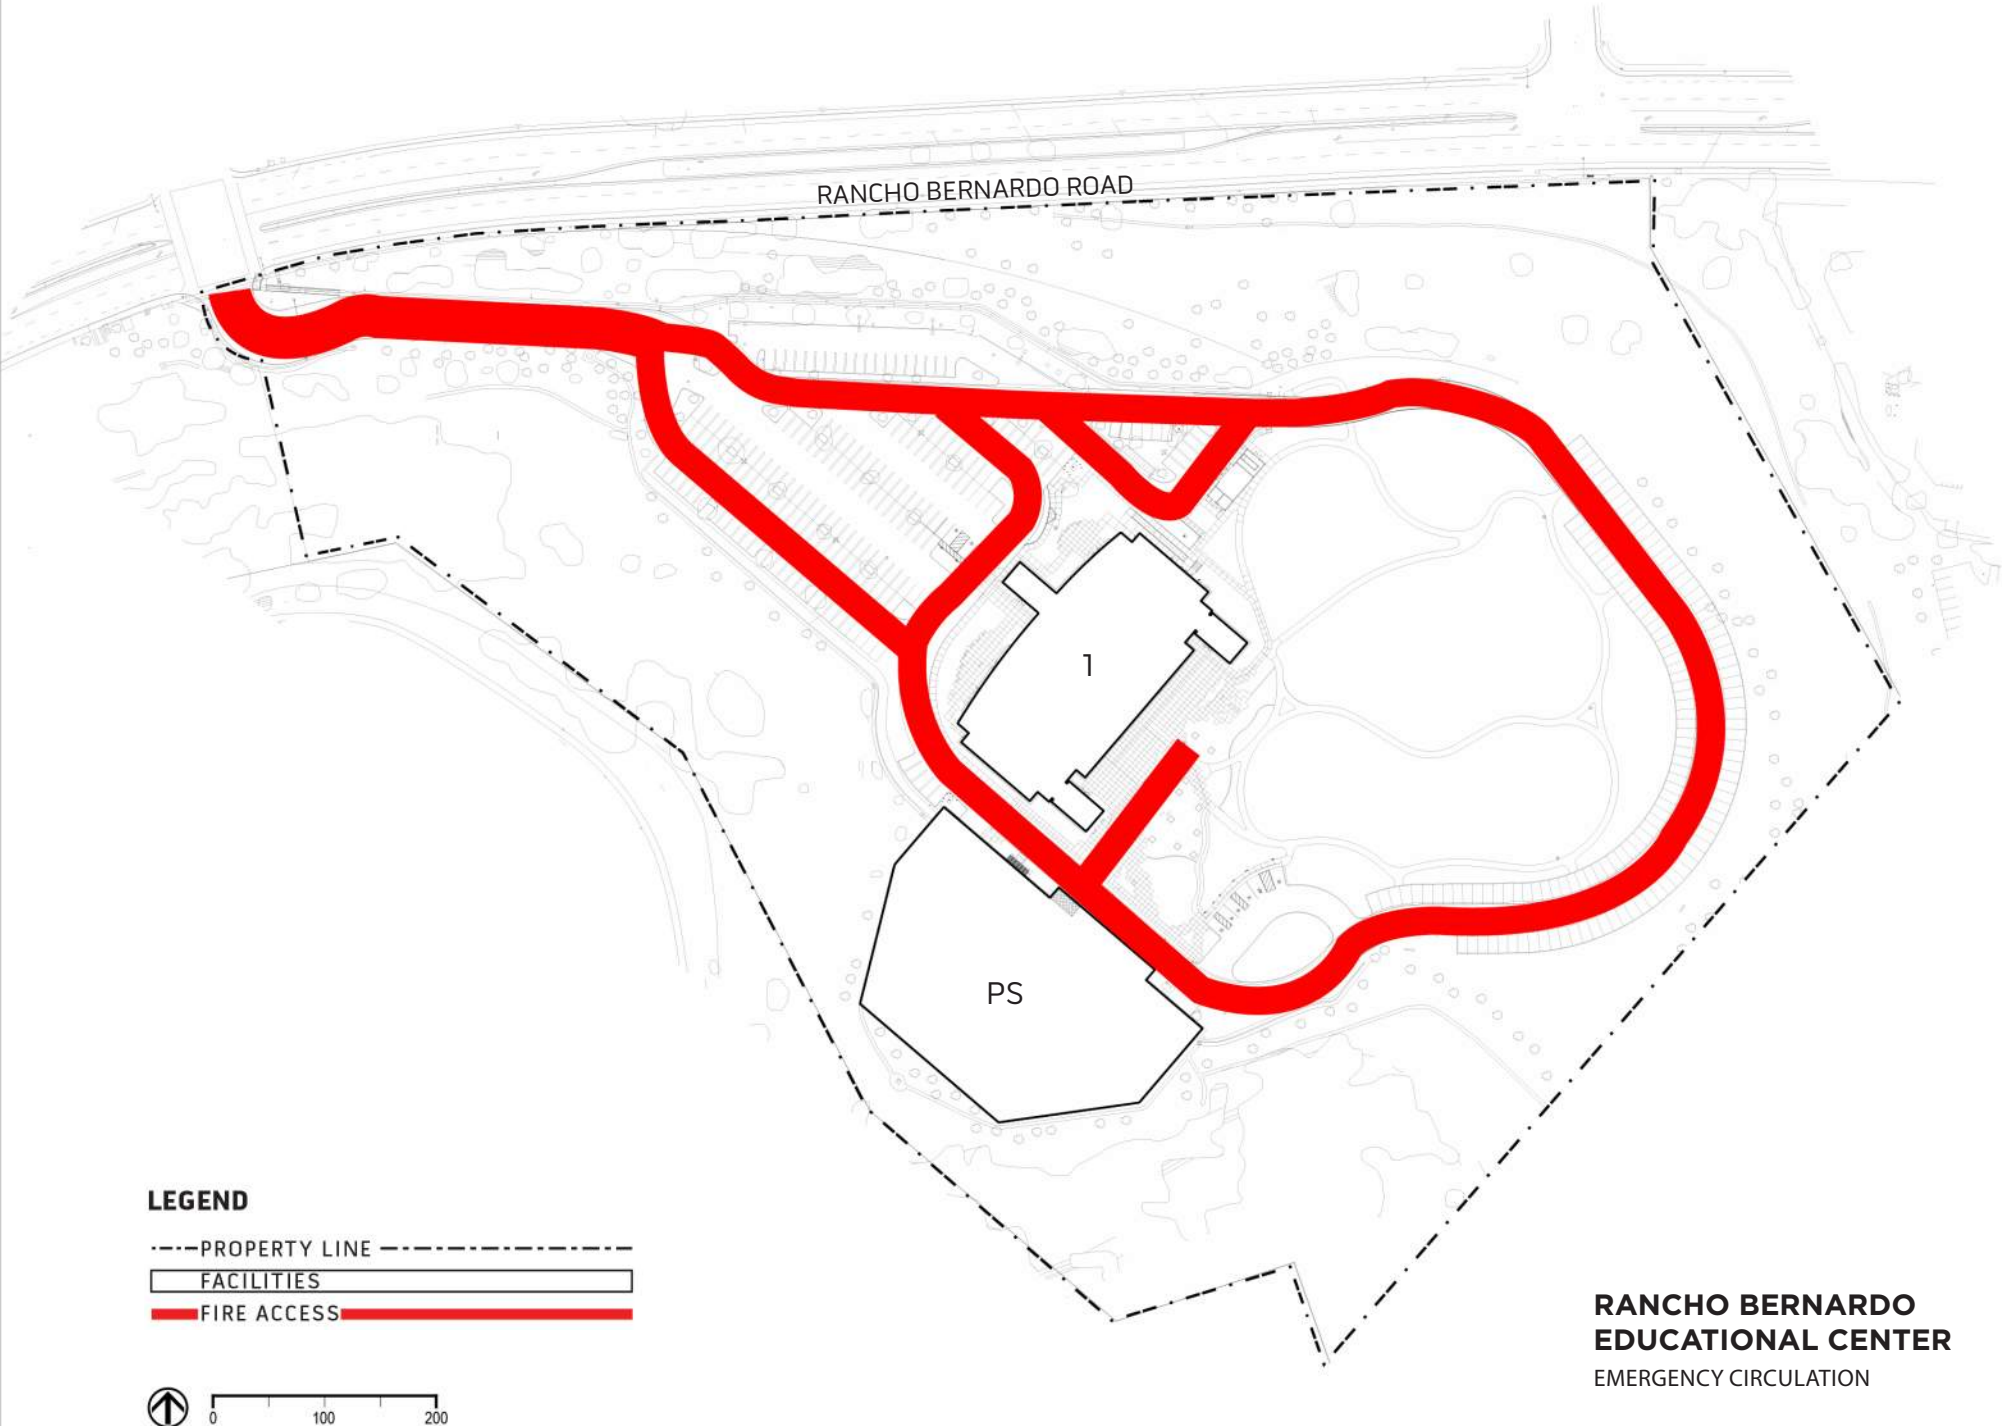 RANCHO BERNARDO ROAD
1
PS
LEGEND
PROPERTY LINE
FACILITIES
FIRE ACCESS
0 100 200
RANCHO BERNARDO
EDUCATIONAL CENTER
EMERGENCY CIRCULATION